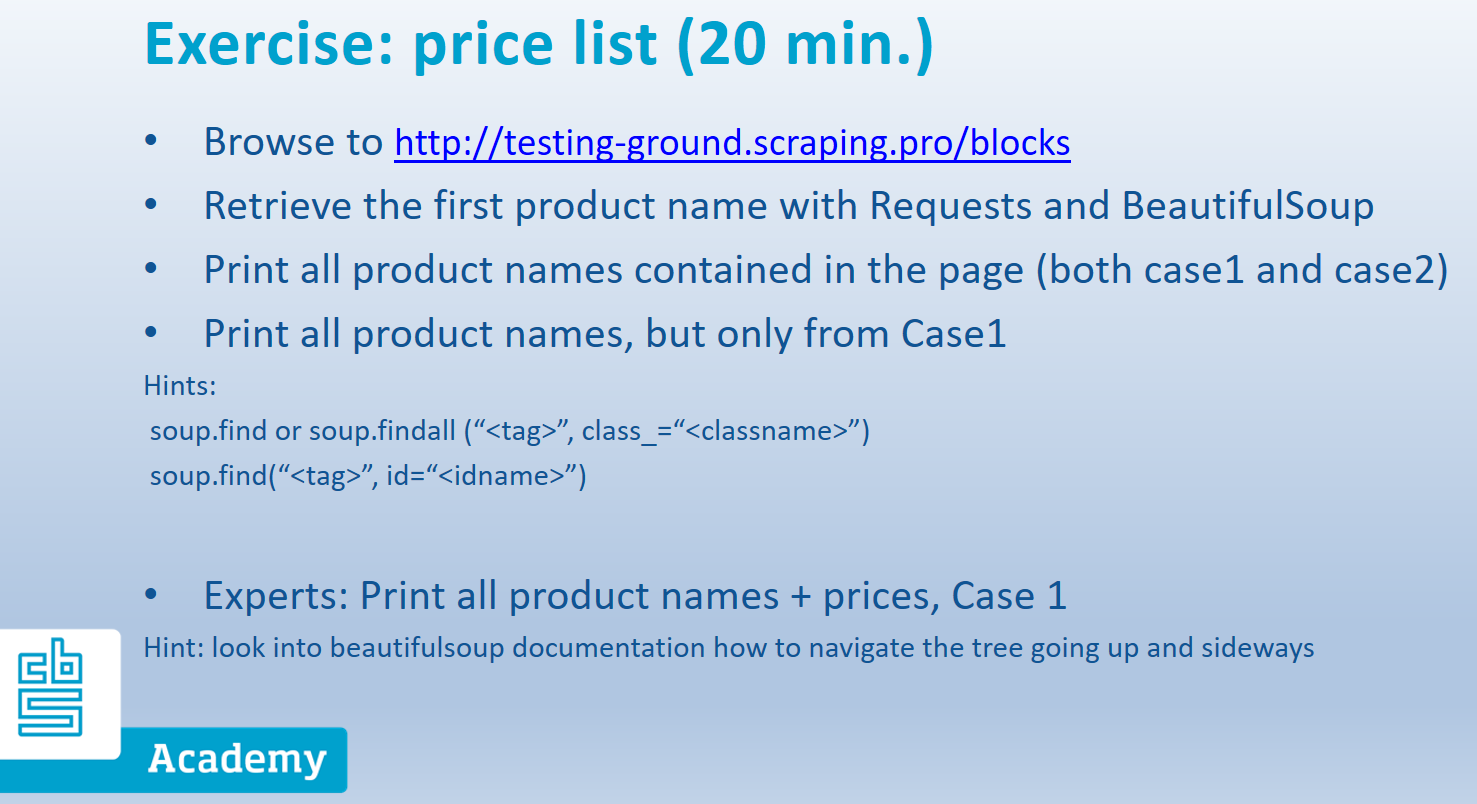 Exercise: price list (20 min.)
• Browse to http://testing-ground.scraping.pro/blocks
• Retrieve the first product name with Requests and BeautifulSoup
• Print all product names contained in the page (both case1 and case2)
• Print all product names, but only from Case1
Hints:
soup.find or soup.findall (“<tag>”, class_=“<classname>”)
soup.find(“<tag>”, id=“<idname>”)
• Experts: Print all product names + prices, Case 1
Hint: look into beautifulsoup documentation how to navigate the tree going up and sideways
cbs
Academy